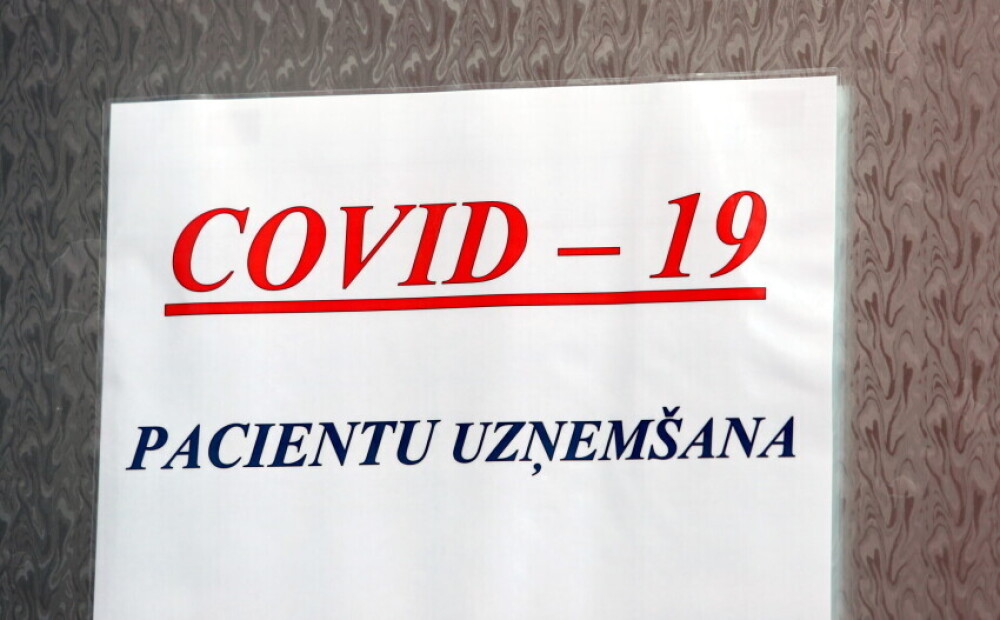 COVID – 19
PACIENTU UZŅEMŠANA